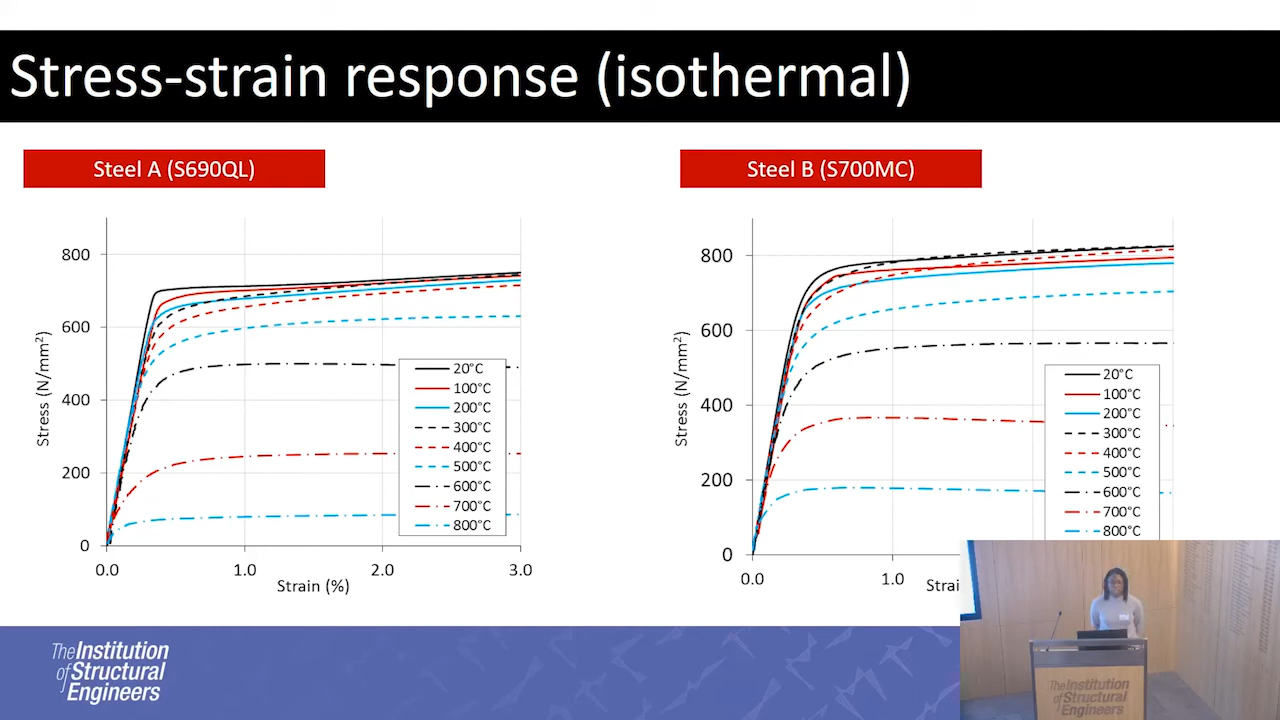 Stress-strain response (isothermal)
Steel A (S690QL)
800
600
400
200
0
Stress (N/mm²)
0.0
1.0
2.0
3.0
Strain (%)
20°C
100°C
200°C
300°C
400°C
500°C
600°C
700°C
800°C
Steel B (S700MC)
800
600
400
200
0
Stress (N/mm²)
0.0
1.0
Strai
20°C
100°C
200°C
300°C
400°C
500°C
600°C
700°C
800°C
The Institution
of Structural
Engineers
The Institution
of Structural
Engineers